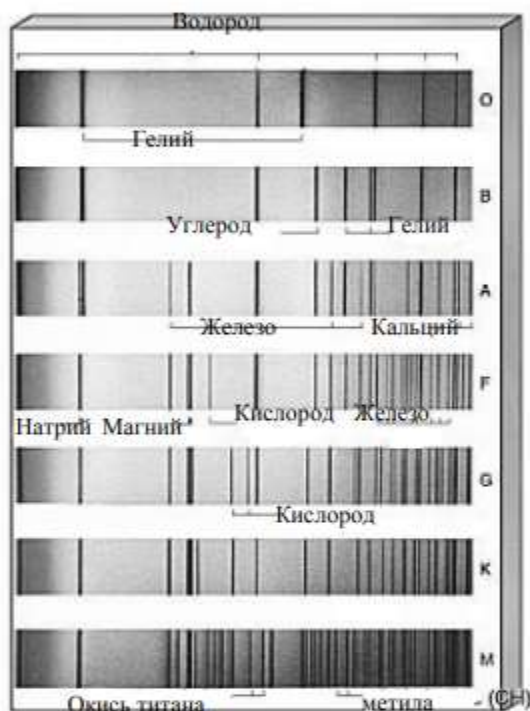 Водород
O
Гелий
B
Углерод Гелий
A
Железо Кальций
F
Натрий Магний Кислород Железо
G
Кислород
K
M
Окись титана метила (CH)